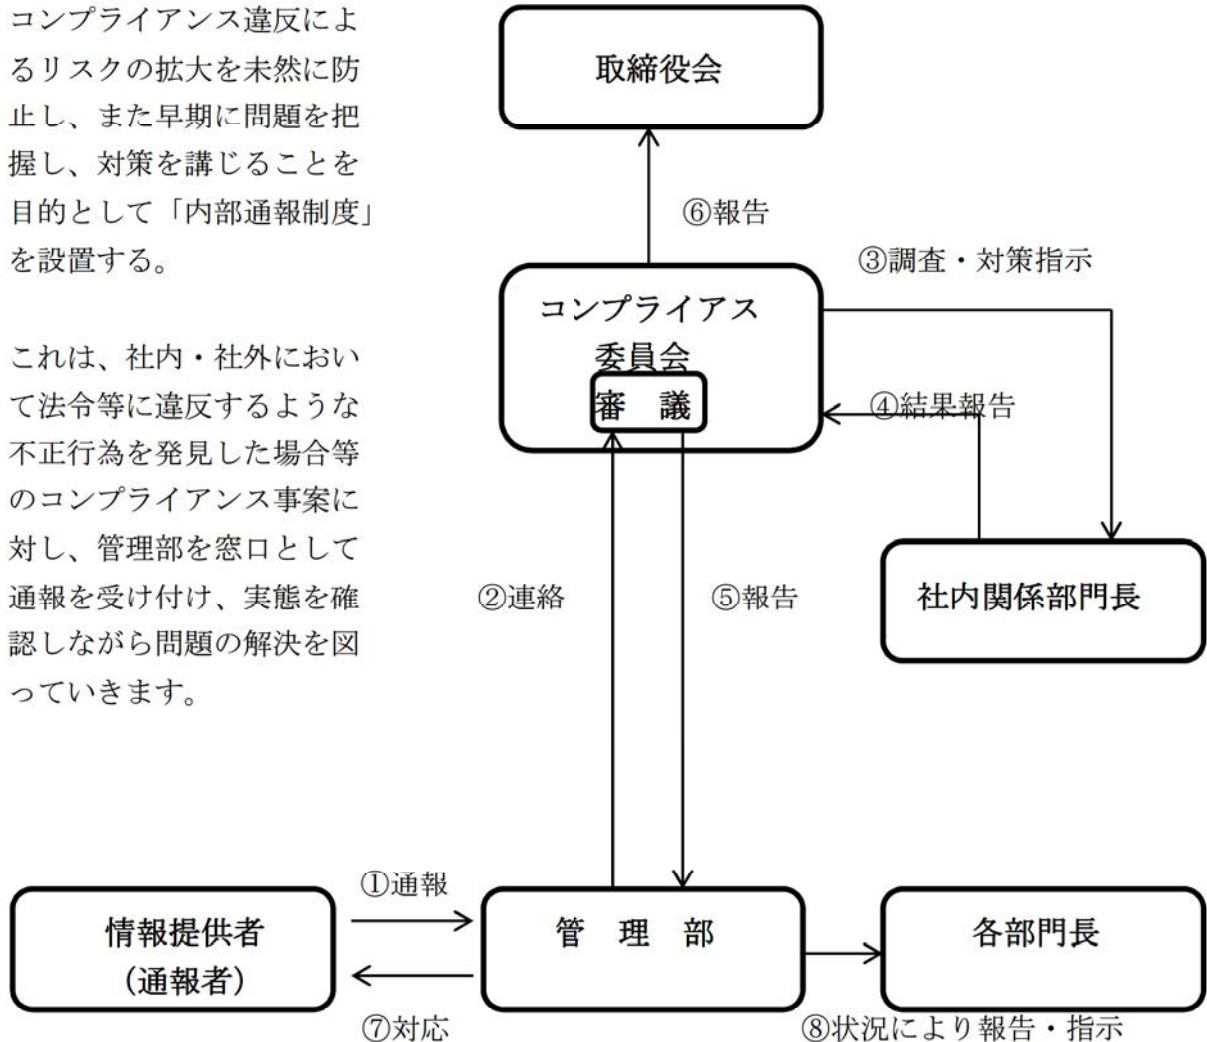 コンプライアンス違反によ
るリスクの拡大を未然に防
止し、また早期に問題を把
握し、対策を講じることを
目的として「内部通報制度」
を設置する。
これは、社内・社外におい
て法令等に違反するような
不正行為を発見した場合等
のコンプライアンス事案に
対し、管理部を窓口として
通報を受け付け、実態を確
認しながら問題の解決を図
っていきます。
取締役会
⑥報告
③調査・対策指示
コンプライアス
委員会
審　議
④結果報告
社内関係部門長
②連絡
⑤報告
①通報
情報提供者
（通報者）
管　理　部
各部門長
⑦対応
⑧状況により報告・指示